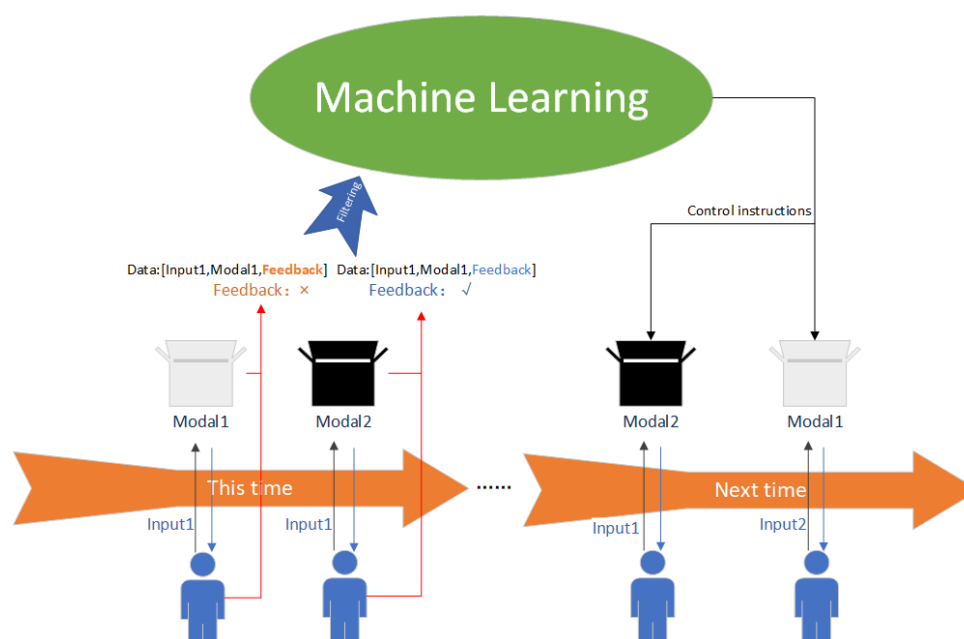 Machine Learning
Filtering
Control instructions
Data:[Input1,Modal1,Feedback] Data:[Input1,Modal1,Feedback]
Feedback：× Feedback：√
Modal1 Modal2 Modal2 Modal1
This time ...... Next time
Input1 Input1 Input1 Input2